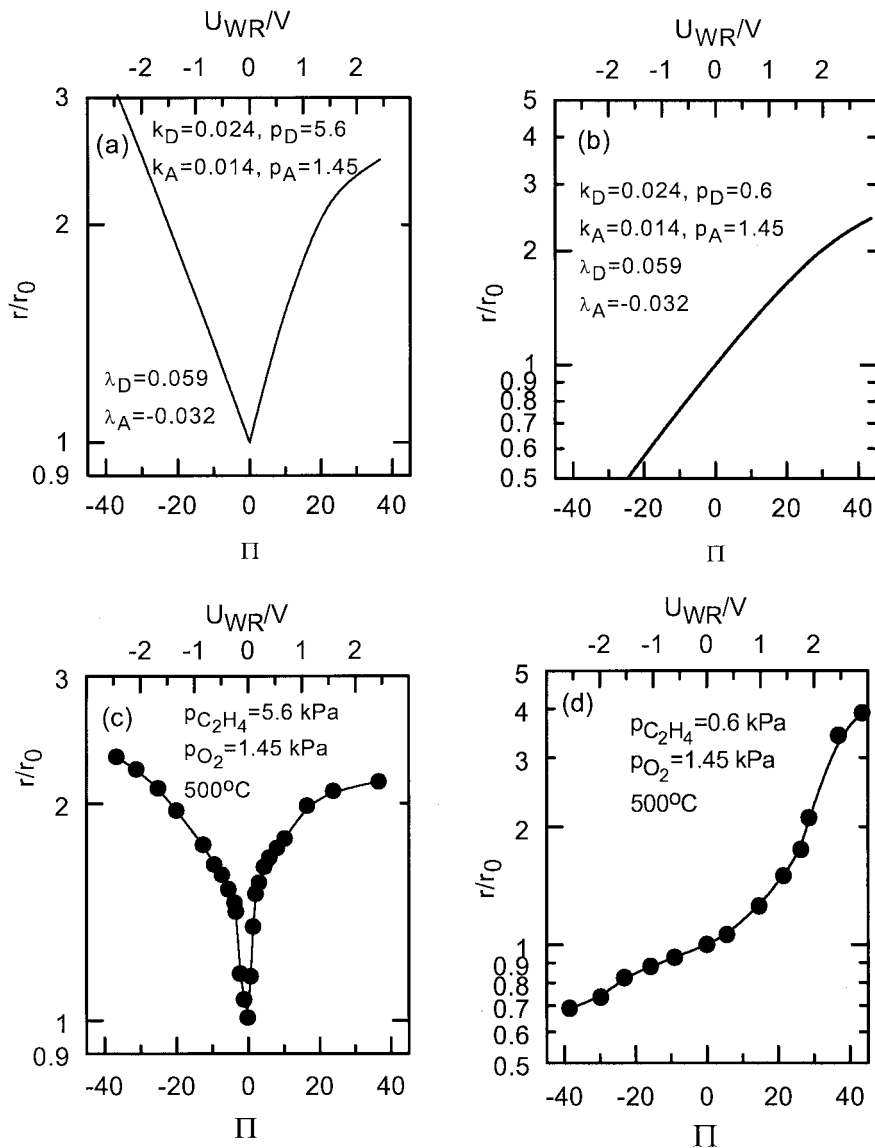 U_WR/V
-2 -1 0 1 2
3
2
1
0.9
r/r_0
(a)
k_D=0.024, p_D=5.6
k_A=0.014, p_A=1.45
λ_D=0.059
λ_A=-0.032
-40 -20 0 20 40
Π
U_WR/V
-2 -1 0 1 2
5
4
3
2
1
0.9
0.8
0.7
0.6
0.5
r/r_0
(b)
k_D=0.024, p_D=0.6
k_A=0.014, p_A=1.45
λ_D=0.059
λ_A=-0.032
-40 -20 0 20 40
Π
U_WR/V
-2 -1 0 1 2
3
2
1
0.9
r/r_0
(c)
p_C2H4=5.6 kPa
p_O2=1.45 kPa
500°C
-40 -20 0 20 40
Π
U_WR/V
-2 -1 0 1 2
5
4
3
2
1
0.9
0.8
0.7
0.6
0.5
r/r_0
(d)
p_C2H4=0.6 kPa
p_O2=1.45 kPa
500°C
-40 -20 0 20 40
Π